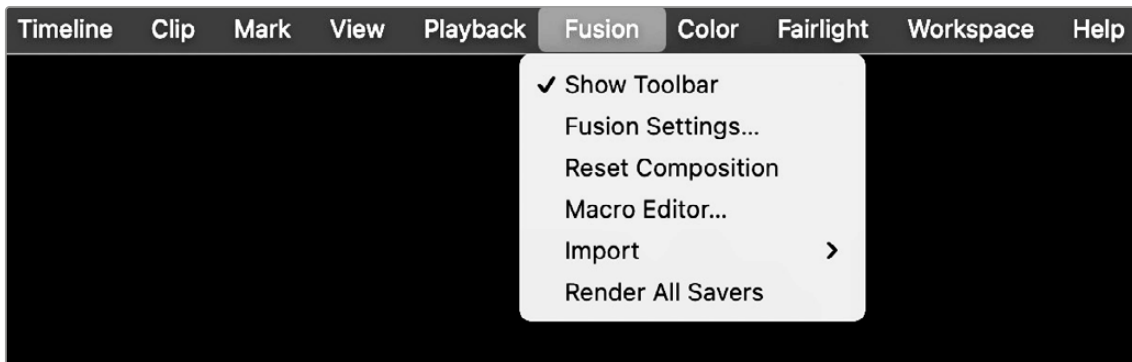 Timeline Clip Mark View Playback Fusion Color Fairlight Workspace Help
✓ Show Toolbar
Fusion Settings...
Reset Composition
Macro Editor...
Import >
Render All Savers